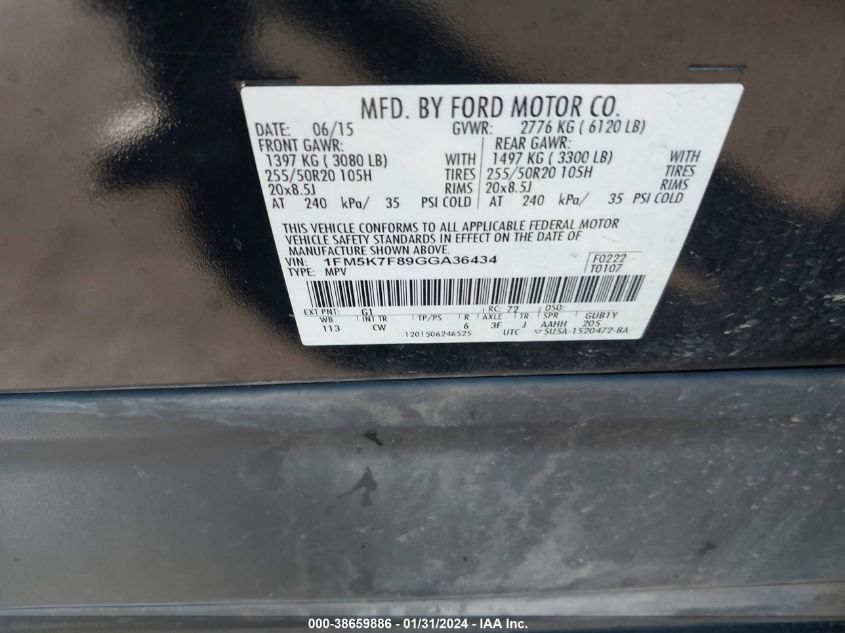 MFD. BY FORD MOTOR CO.
DATE: 06/15 GVWR: 2776 KG ( 6120 LB)
FRONT GAWR: REAR GAWR:
1397 KG ( 3080 LB) WITH 1497 KG ( 3300 LB) WITH
255/50R20 105H TIRES 255/50R20 105H TIRES
20x8.5J RIMS 20x8.5J RIMS
AT 240 kPa/ 35 PSI COLD AT 240 kPa/ 35 PSI COLD
THIS VEHICLE CONFORMS TO ALL APPLICABLE FEDERAL MOTOR
VEHICLE SAFETY STANDARDS IN EFFECT ON THE DATE OF
MANUFACTURE SHOWN ABOVE.
VIN: 1FM5K7F89GGA36434 F0222
TYPE: MPV T0107
EXT PNT: G1 RC: 72 DSO:
WB INT TR TP/PS R AXLE TR SPR GUB1Y
113 CW 6 3F J AAHH 205
1201506246525 UTC 5U5A-1520472-BA
000-38659886 - 01/31/2024 - IAA Inc.